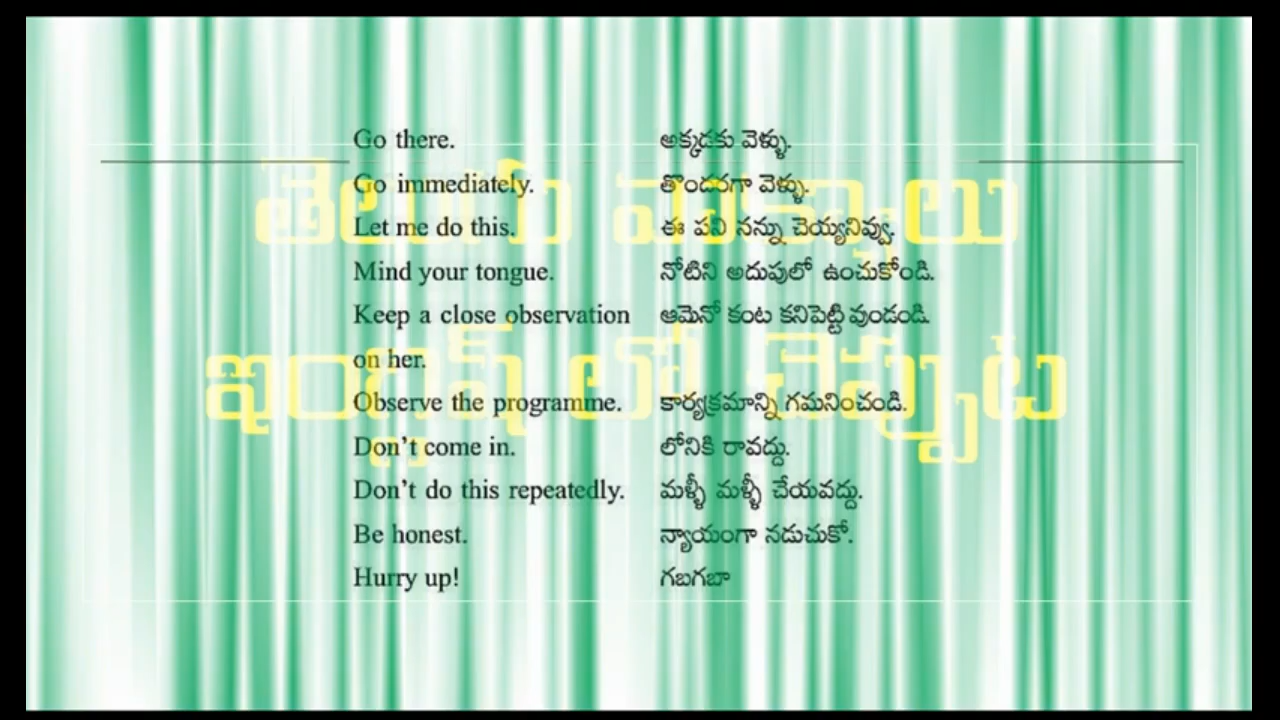 Go there. అక్కడకు వెళ్ళు.
Go immediately. తొందరగా వెళ్ళు.
Let me do this. ఈ పని నన్ను చెయ్యనివ్వు.
Mind your tongue. నోటిని అదుపులో ఉంచుకోండి.
Keep a close observation ఆమెనో కంట కనిపెట్టి వుండండి.
on her.
Observe the programme. కార్యక్రమాన్ని గమనించండి.
Don't come in. లోనికి రావద్దు.
Don't do this repeatedly. మళ్ళీ మళ్ళీ చేయవద్దు.
Be honest. న్యాయంగా నడుచుకో.
Hurry up! గబగబా
తెలుగు వాక్యాలు
ఇంగ్లీష్ లో చెప్పుట